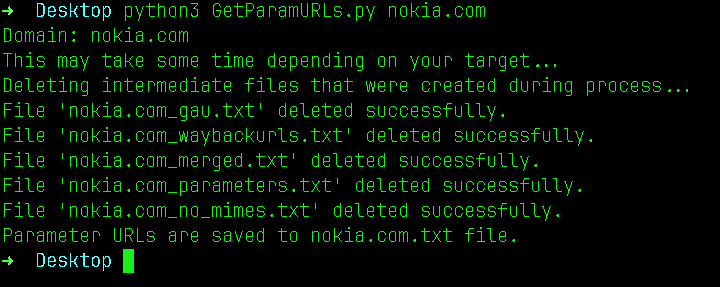 ➜ Desktop python3 GetParamURLs.py nokia.com
Domain: nokia.com
This may take some time depending on your target...
Deleting intermediate files that were created during process...
File 'nokia.com_gau.txt' deleted successfully.
File 'nokia.com_waybackurls.txt' deleted successfully.
File 'nokia.com_merged.txt' deleted successfully.
File 'nokia.com_parameters.txt' deleted successfully.
File 'nokia.com_no_mimes.txt' deleted successfully.
Parameter URLs are saved to nokia.com.txt file.
➜ Desktop